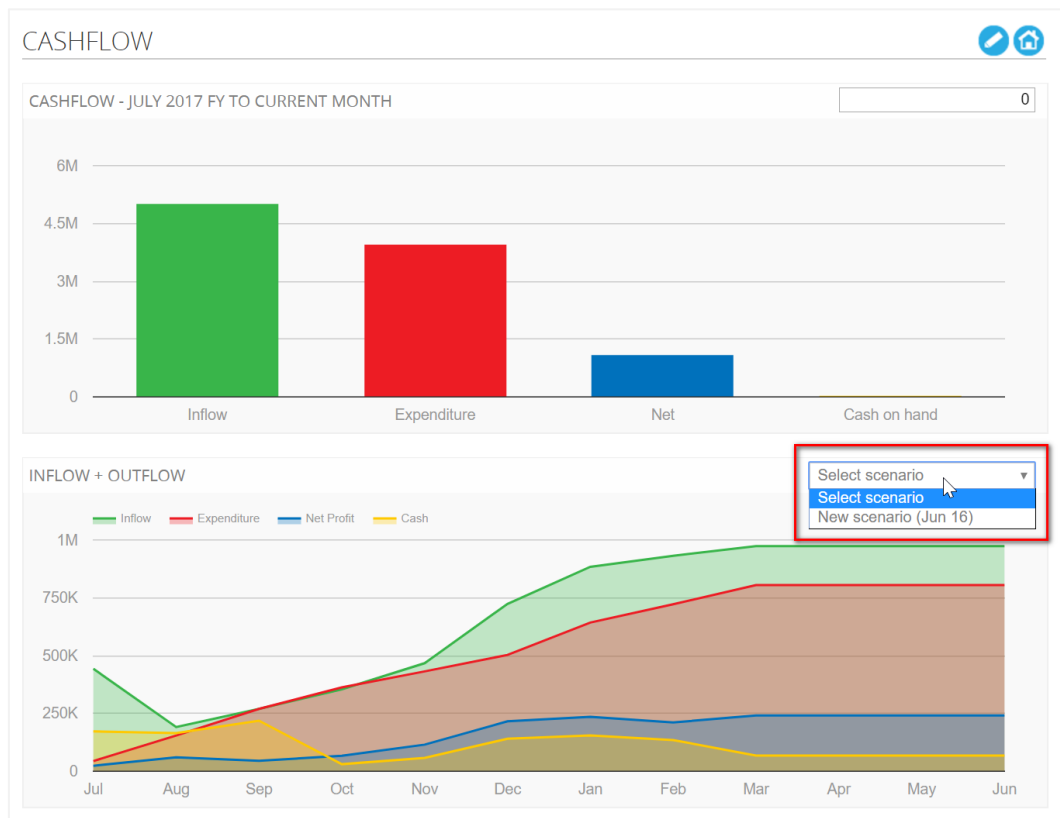 CASHFLOW
CASHFLOW - JULY 2017 FY TO CURRENT MONTH
0
6M
4.5M
3M
1.5M
0
Inflow Expenditure Net Cash on hand
INFLOW + OUTFLOW
Select scenario
Select scenario
New scenario (Jun 16)
Inflow Expenditure Net Profit Cash
1M
750K
500K
250K
0
Jul Aug Sep Oct Nov Dec Jan Feb Mar Apr May Jun